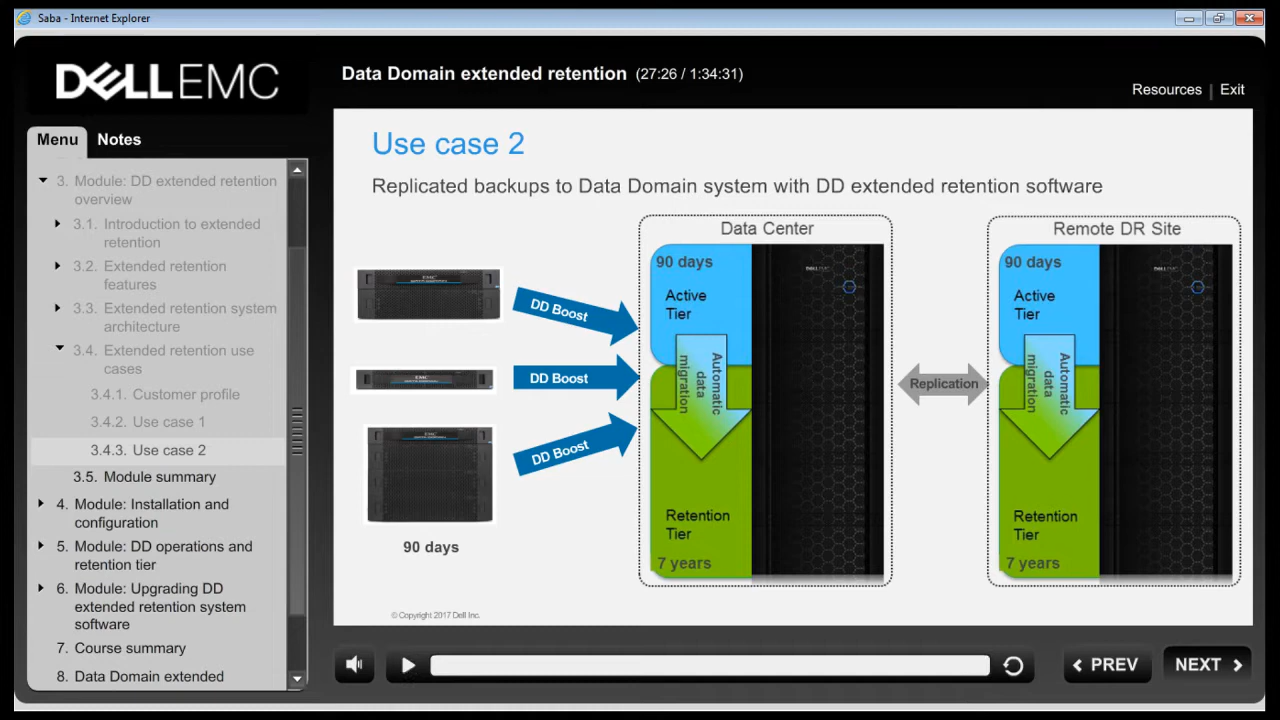 Saba - Internet Explorer
DELLEMC
Data Domain extended retention (27:26 / 1:34:31)
Resources | Exit
Menu
Notes
3. Module: DD extended retention
overview
3.1. Introduction to extended
retention
3.2. Extended retention
features
3.3. Extended retention system
architecture
3.4. Extended retention use
cases
3.4.1. Customer profile
3.4.2. Use case 1
3.4.3. Use case 2
3.5. Module summary
4. Module: Installation and
configuration
5. Module: DD operations and
retention tier
6. Module: Upgrading DD
extended retention system
software
7. Course summary
8. Data Domain extended
Use case 2
Replicated backups to Data Domain system with DD extended retention software
EMC
DD Boost
EMC
DD Boost
DD Boost
90 days
Data Center
90 days
Active
Tier
Automatic
data
migration
Retention
Tier
7 years
DELLEMC
Replication
Remote DR Site
90 days
Active
Tier
Automatic
data
migration
Retention
Tier
7 years
DELLEMC
© Copyright 2017 Dell Inc.
PREV
NEXT